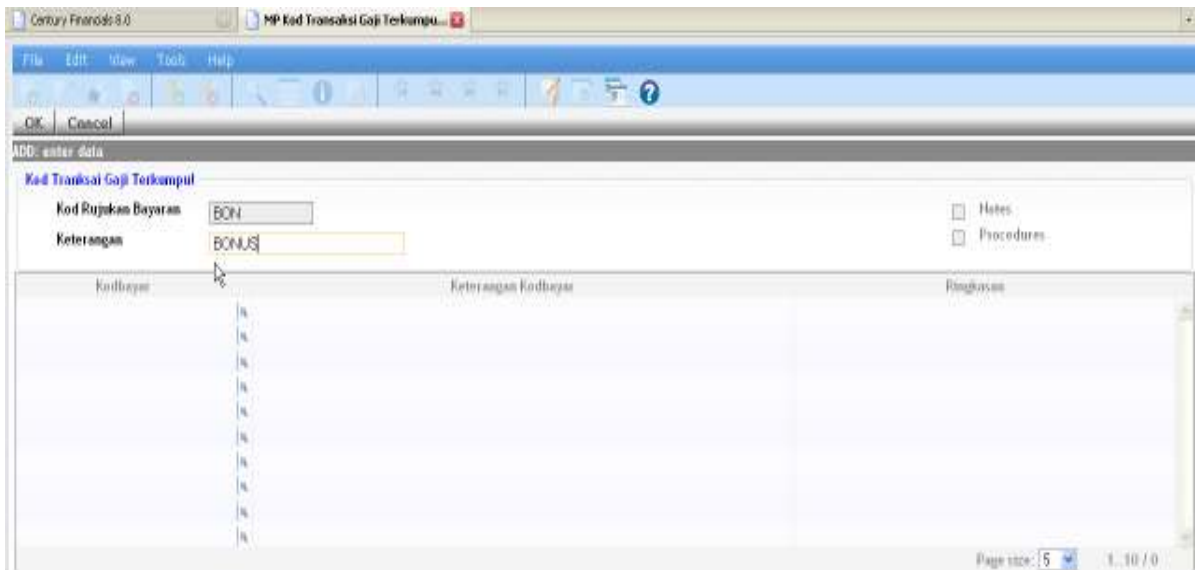 Century Financials 8.0
MP Kod Transaksi Gaji Terkumpu...
File Edit View Tools Help
OK Cancel
ADD: enter data
Kod Tranksai Gaji Terkumpul
Kod Rujukan Bayaran BON
Notes
Keterangan BONUS
Procedures
Kodbayar Keterangan Kodbayar Ringkasan
Page size: 5 1..10 / 0